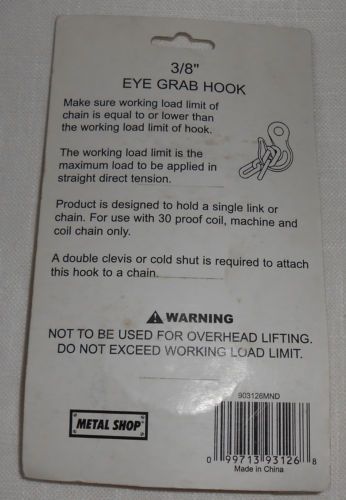 3/8"
EYE GRAB HOOK
Make sure working load limit of
chain is equal to or lower than
the working load limit of hook.
The working load limit is the
maximum load to be applied in
straight direct tension.
Product is designed to hold a single link or
chain. For use with 30 proof coil, machine and
coil chain only.
A double clevis or cold shut is required to attach
this hook to a chain.
WARNING
NOT TO BE USED FOR OVERHEAD LIFTING.
DO NOT EXCEED WORKING LOAD LIMIT.
METAL SHOP
903126MND
0 99713 93126 8
Made in China